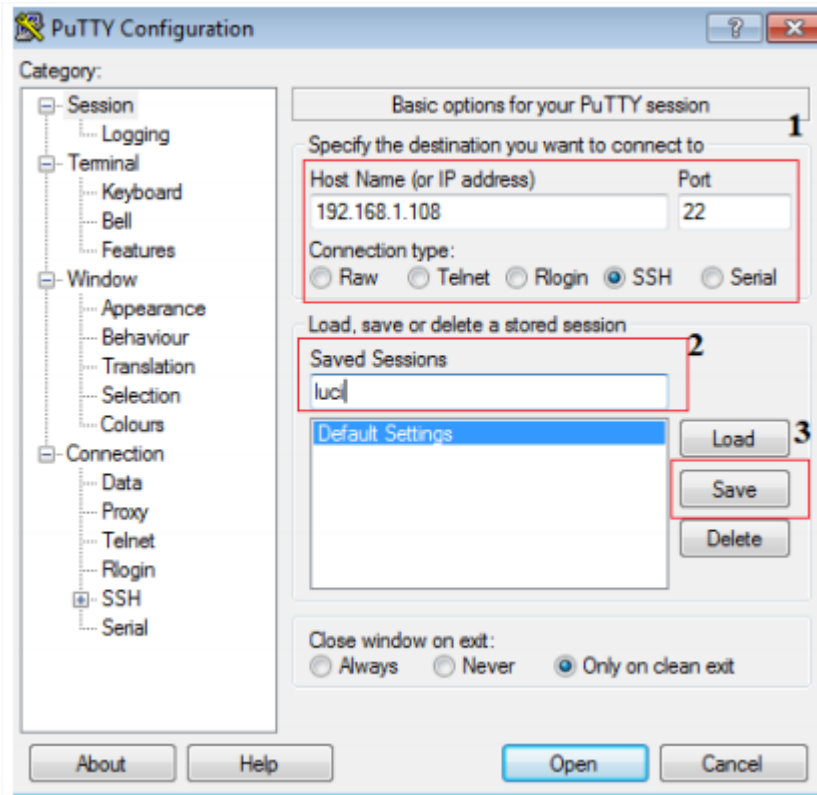 PuTTY Configuration
Category:
Session
Logging
Terminal
Keyboard
Bell
Features
Window
Appearance
Behaviour
Translation
Selection
Colours
Connection
Data
Proxy
Telnet
Rlogin
SSH
Serial
Basic options for your PuTTY session
1
Specify the destination you want to connect to
Host Name (or IP address) Port
192.168.1.108 22
Connection type:
Raw Telnet Rlogin SSH Serial
Load, save or delete a stored session
2
Saved Sessions
luci
Default Settings
Load 3
Save
Delete
Close window on exit:
Always Never Only on clean exit
About Help Open Cancel